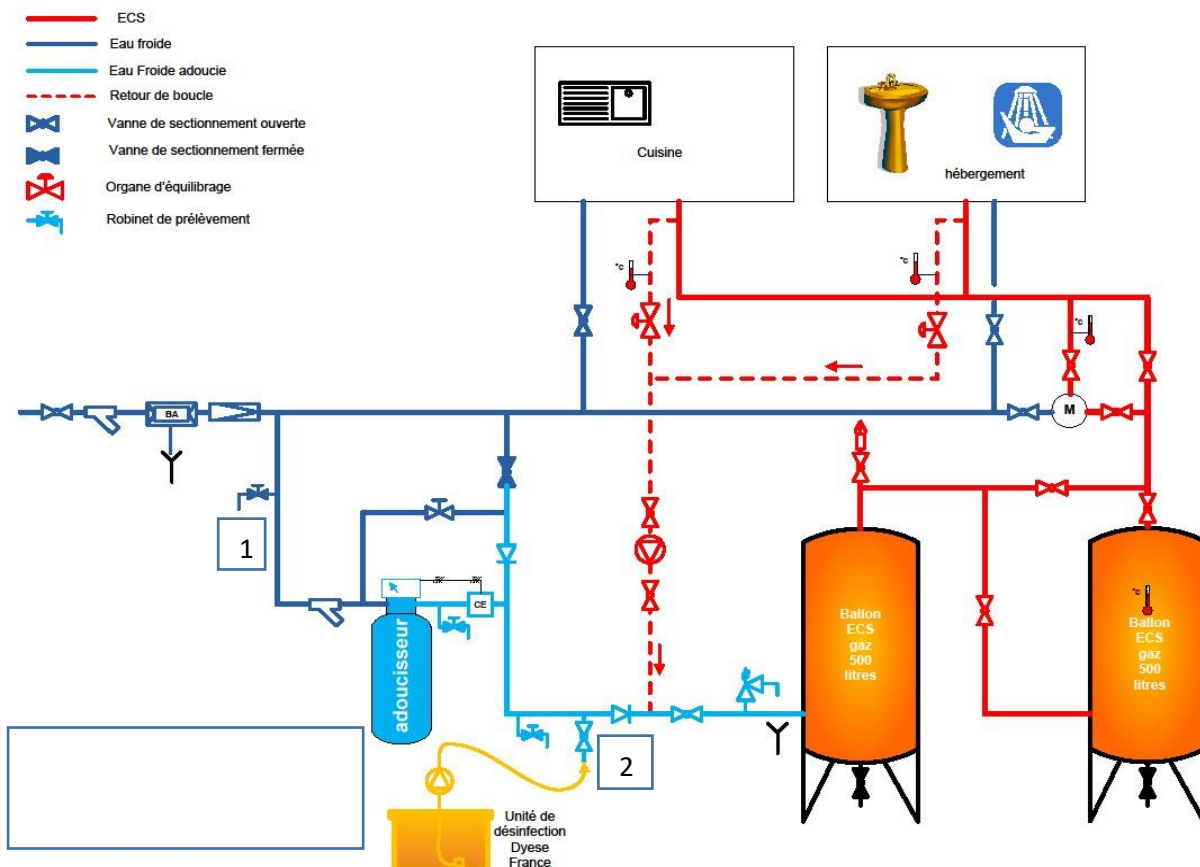 ECS
Eau froide
Eau Froide adoucie
Retour de boucle
Vanne de sectionnement ouverte
Vanne de sectionnement fermée
Organe d'équilibrage
Robinet de prélèvement
Cuisine
hébergement
°c
°c
°c
BA
M
1
CE
adoucisseur
2
Ballon
ECS
gaz
500
litres
°c
Ballon
ECS
gaz
500
litres
Unité de
désinfection
Dyese
France